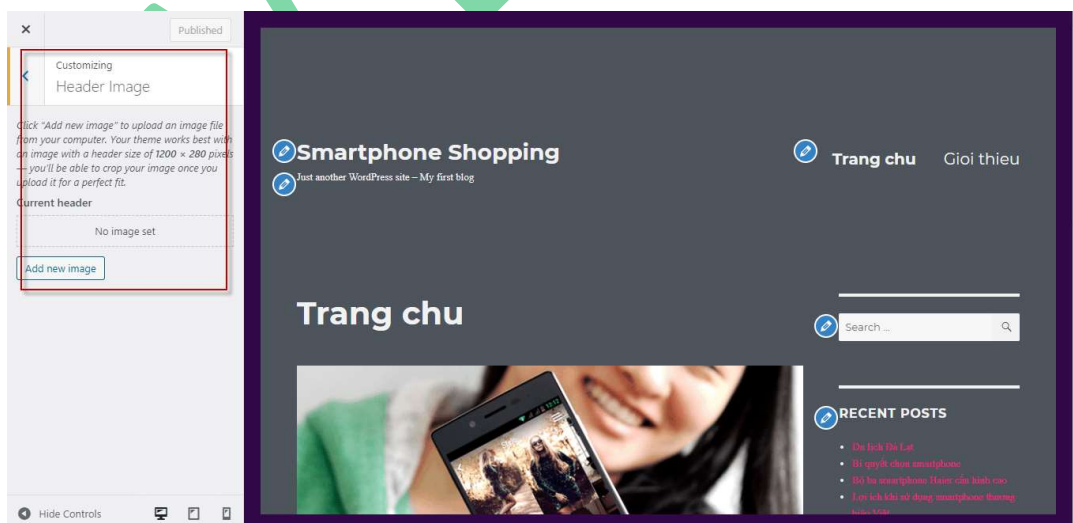 Published
Customizing
Header Image
Click "Add new image" to upload an image file
from your computer. Your theme works best with
an image with a header size of 1200 × 280 pixels
— you'll be able to crop your image once you
upload it for a perfect fit.
Current header
No image set
Add new image
Hide Controls
Smartphone Shopping
Just another WordPress site – My first blog
Trang chu
Gioi thieu
Trang chu
Search ...
RECENT POSTS
Du lich Đà Lạt
Bí quyết chọn smartphone
Bộ ba smartphone Haier cấu hình cao
Lợi ích khi sử dụng smartphone thương
hiệu Việt